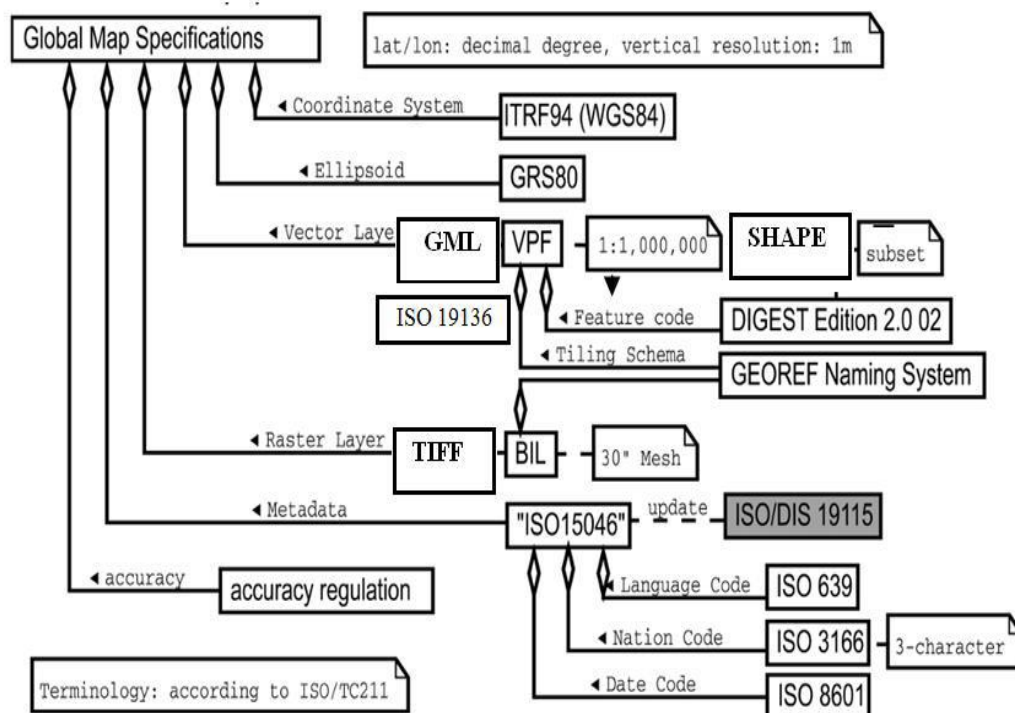 Global Map Specifications
lat/lon: decimal degree, vertical resolution: 1m
◄ Coordinate System
ITRF94 (WGS84)
◄ Ellipsoid
GRS80
◄ Vector Laye
GML
VPF
1:1,000,000
SHAPE
subset
ISO 19136
◄ Feature code
DIGEST Edition 2.0 02
◄ Tiling Schema
GEOREF Naming System
◄ Raster Layer
TIFF
BIL
30" Mesh
◄ Metadata
"ISO15046"
update
ISO/DIS 19115
◄ accuracy
accuracy regulation
◄ Language Code
ISO 639
◄ Nation Code
ISO 3166
3-character
◄ Date Code
ISO 8601
Terminology: according to ISO/TC211